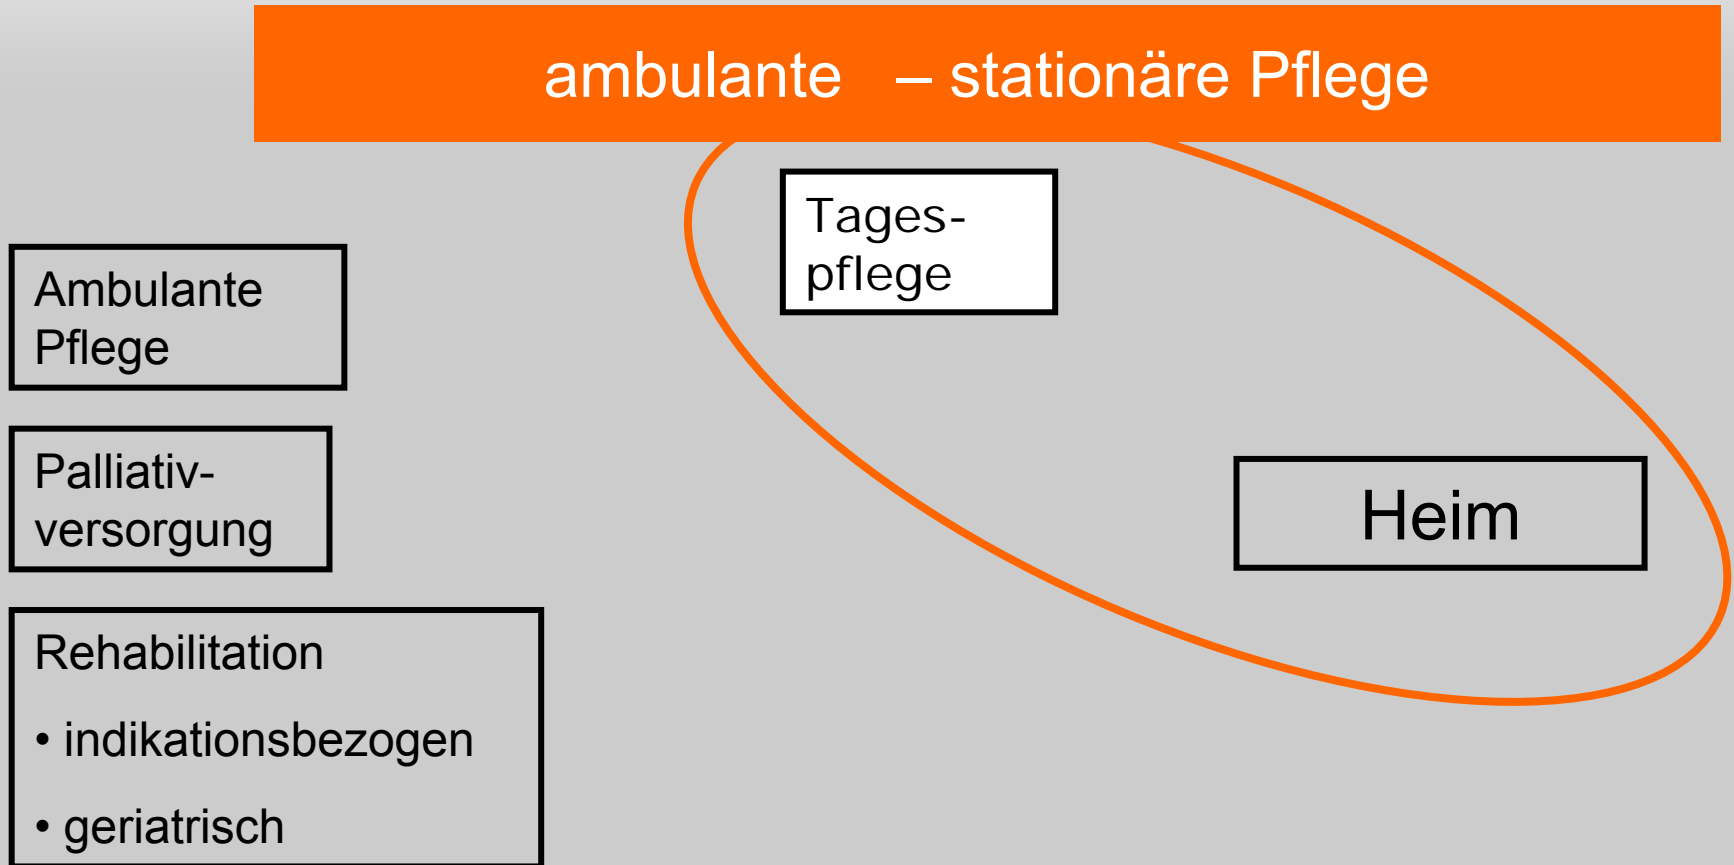 ambulante – stationäre Pflege
Tages-
pflege
Ambulante
Pflege
Palliativ-
versorgung
Heim
Rehabilitation
• indikationsbezogen
• geriatrisch